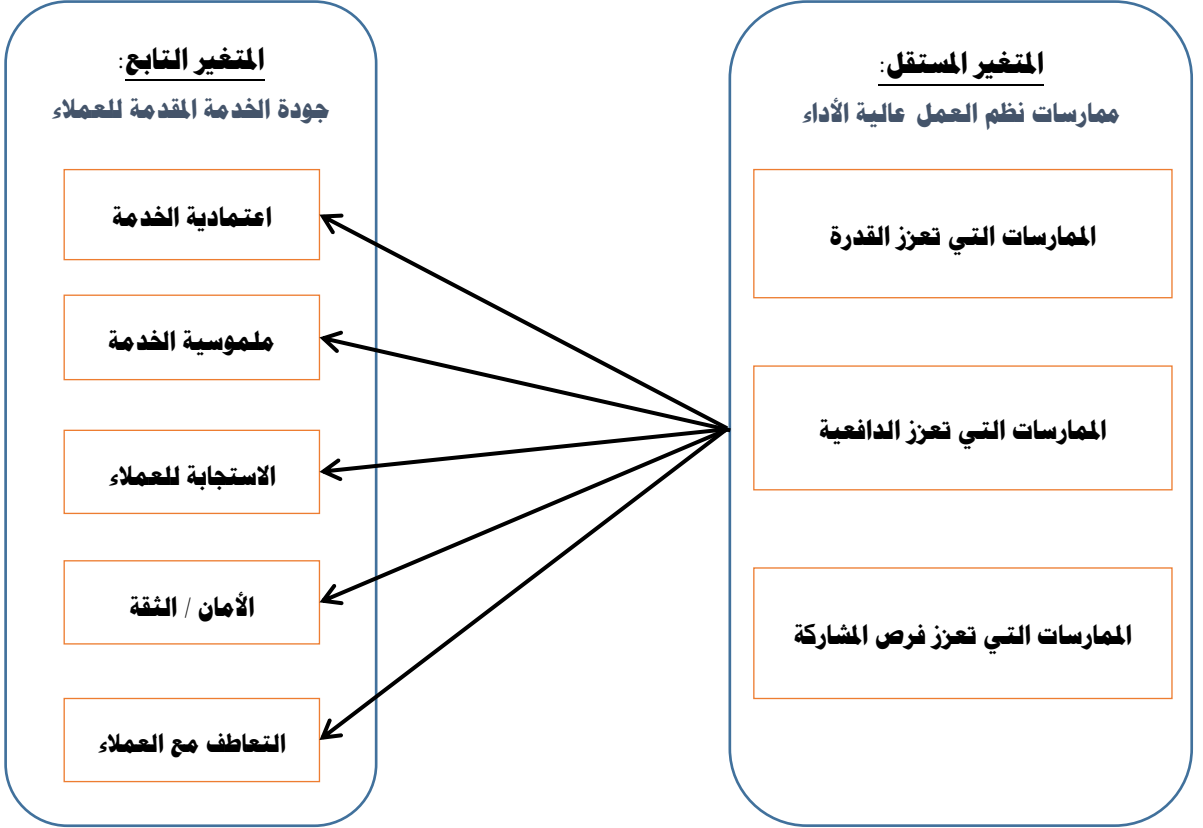 المتغير المستقل:
ممارسات نظم العمل عالية الأداء
الممارسات التي تعزز القدرة
الممارسات التي تعزز الدافعية
الممارسات التي تعزز فرص المشاركة
المتغير التابع:
جودة الخدمة المقدمة للعملاء
اعتمادية الخدمة
ملموسية الخدمة
الاستجابة للعملاء
الأمان / الثقة
التعاطف مع العملاء